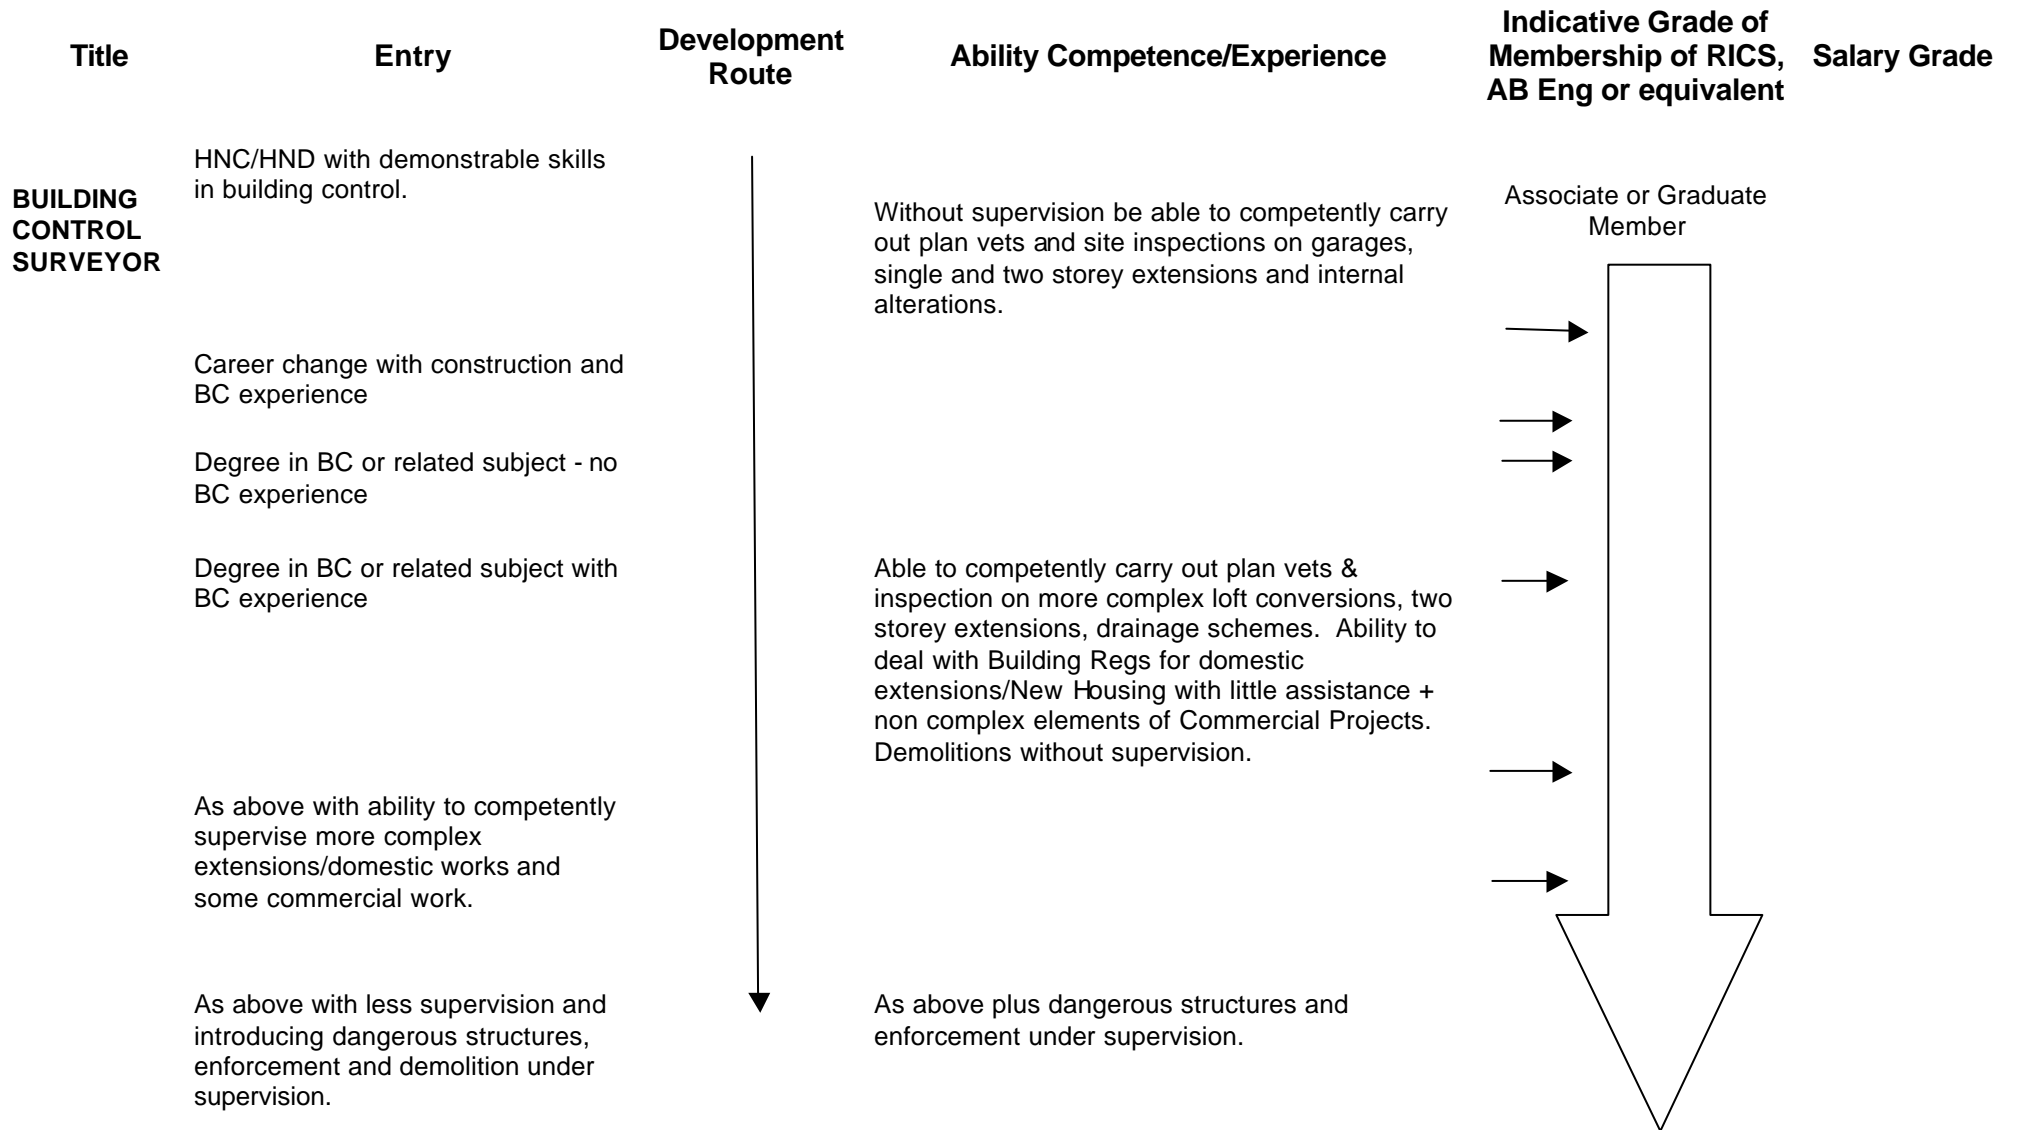 Title
Entry
Development
Route
Ability Competence/Experience
Indicative Grade of
Membership of RICS,
AB Eng or equivalent
Salary Grade
BUILDING
CONTROL
SURVEYOR
HNC/HND with demonstrable skills
in building control.
Without supervision be able to competently carry
out plan vets and site inspections on garages,
single and two storey extensions and internal
alterations.
Associate or Graduate
Member
Career change with construction and
BC experience
Degree in BC or related subject - no
BC experience
Degree in BC or related subject with
BC experience
Able to competently carry out plan vets &
inspection on more complex loft conversions, two
storey extensions, drainage schemes. Ability to
deal with Building Regs for domestic
extensions/New Housing with little assistance +
non complex elements of Commercial Projects.
Demolitions without supervision.
As above with ability to competently
supervise more complex
extensions/domestic works and
some commercial work.
As above with less supervision and
introducing dangerous structures,
enforcement and demolition under
supervision.
As above plus dangerous structures and
enforcement under supervision.